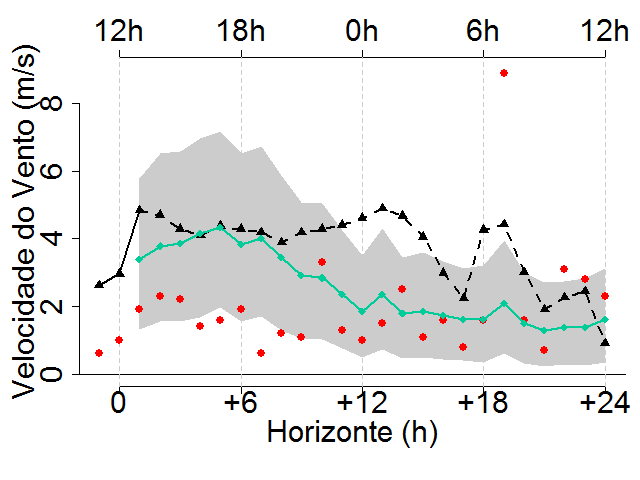 12h 18h 0h 6h 12h
Velocidade do Vento (m/s)
8
6
4
2
0
0 +6 +12 +18 +24
Horizonte (h)